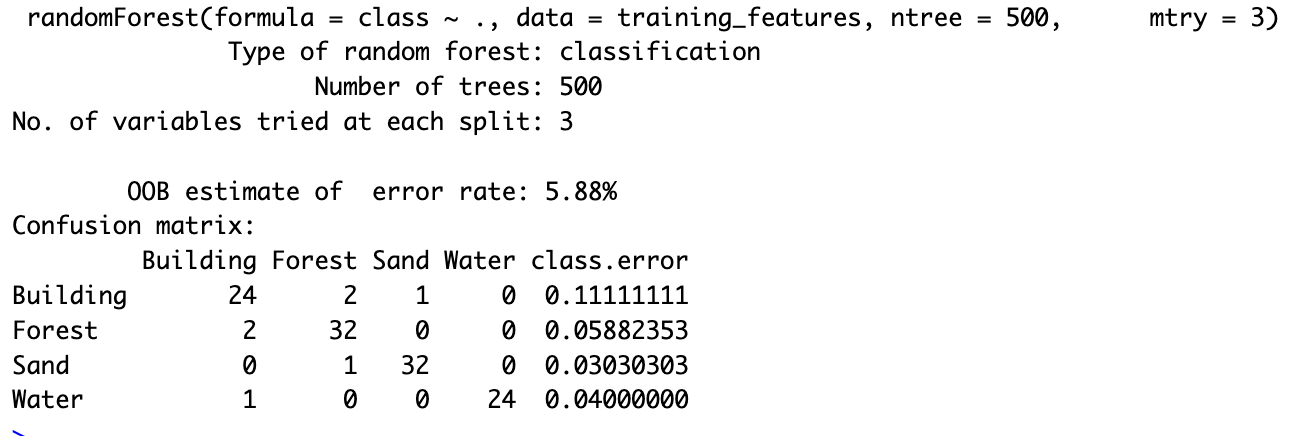 randomForest(formula = class ~ ., data = training_features, ntree = 500,      mtry = 3)
               Type of random forest: classification
                     Number of trees: 500
No. of variables tried at each split: 3

        OOB estimate of  error rate: 5.88%
Confusion matrix:
         Building Forest Sand Water class.error
Building       24      2    1     0  0.11111111
Forest          2     32    0     0  0.05882353
Sand            0      1   32     0  0.03030303
Water           1      0    0    24  0.04000000
>